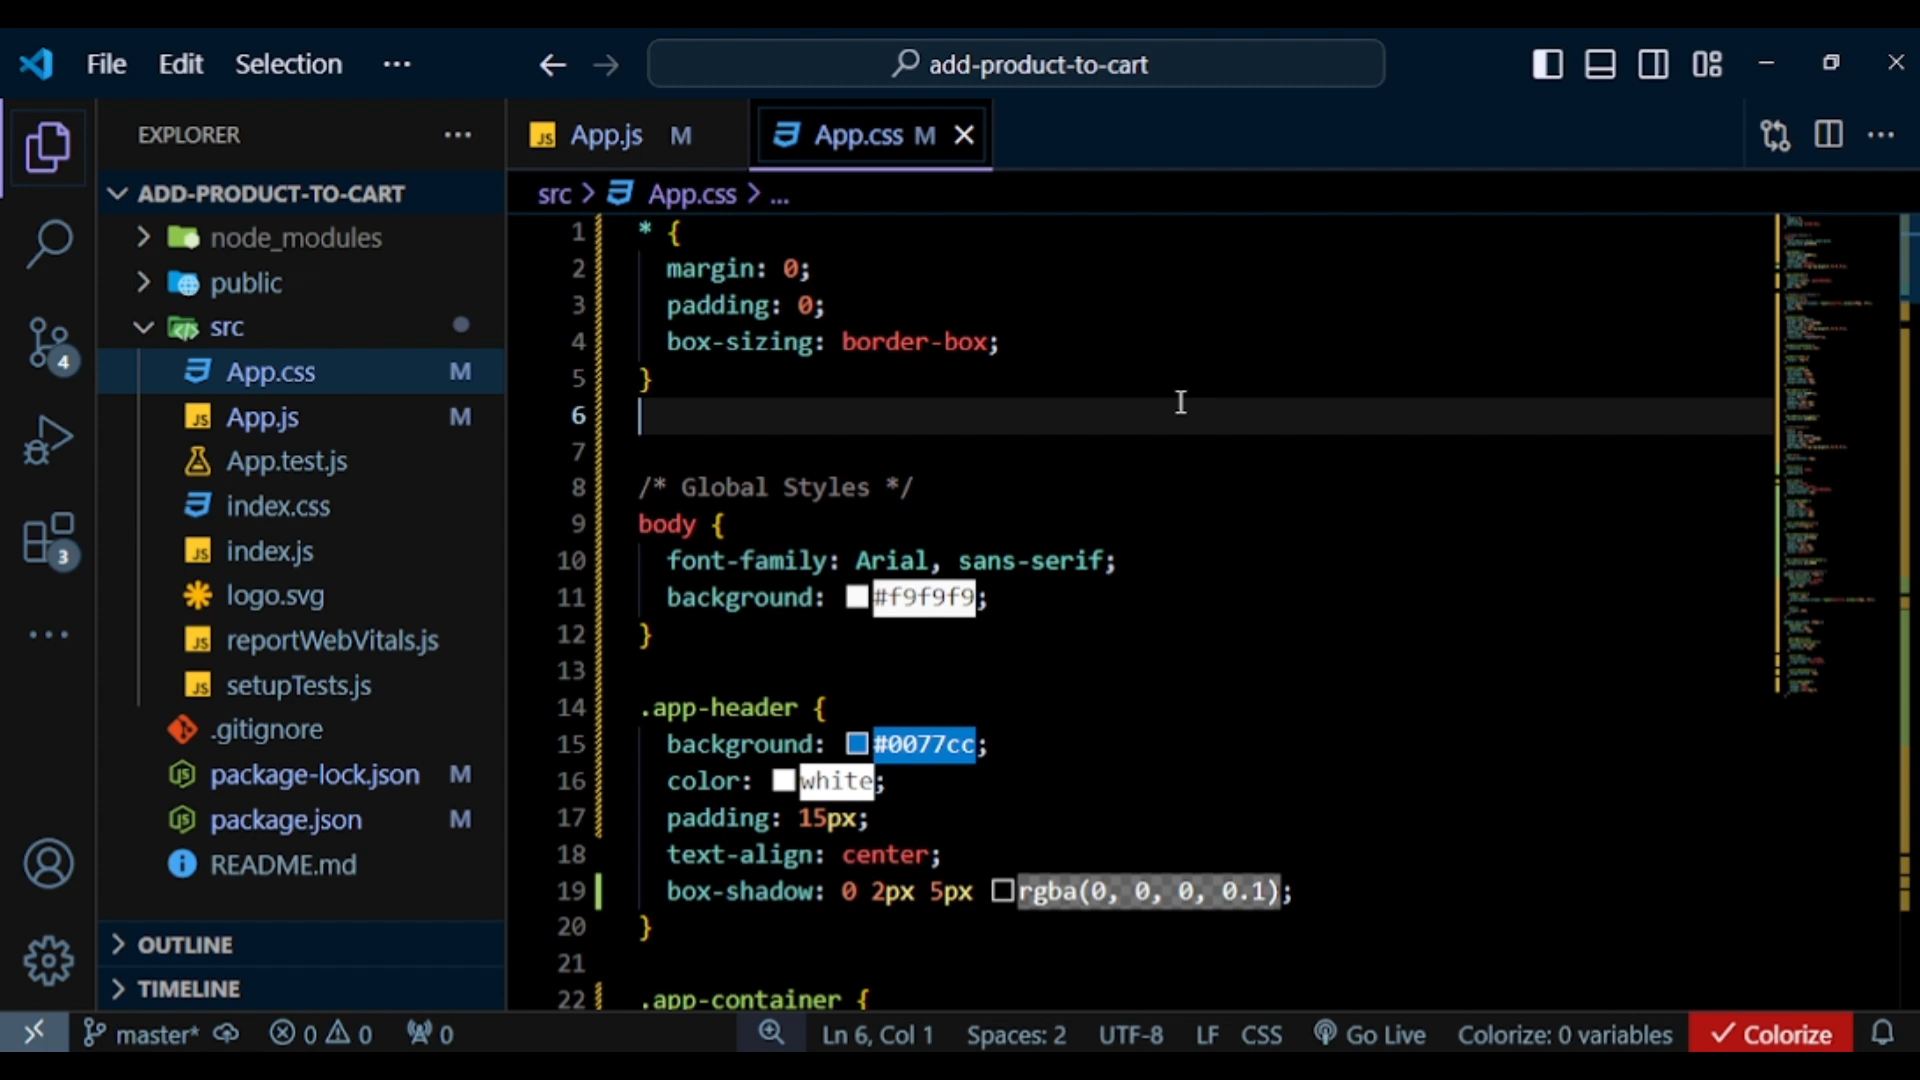 File Edit Selection ... add-product-to-cart
EXPLORER ...
ADD-PRODUCT-TO-CART
node_modules
public
src
App.css M
JS App.js M
App.test.js
index.css
JS index.js
logo.svg
JS reportWebVitals.js
JS setupTests.js
.gitignore
package-lock.json M
package.json M
README.md
OUTLINE
TIMELINE
4
3
JS App.js M App.css M
src > App.css > ...
1 * {
2 margin: 0;
3 padding: 0;
4 box-sizing: border-box;
5 }
6
7
8 /* Global Styles */
9 body {
10 font-family: Arial, sans-serif;
11 background: #f9f9f9;
12 }
13
14 .app-header {
15 background: #0077cc;
16 color: white;
17 padding: 15px;
18 text-align: center;
19 box-shadow: 0 2px 5px rgba(0, 0, 0, 0.1);
20 }
21
22 .app-container {
master* 0 0 0 Ln 6, Col 1 Spaces: 2 UTF-8 LF CSS Go Live Colorize: 0 variables Colorize